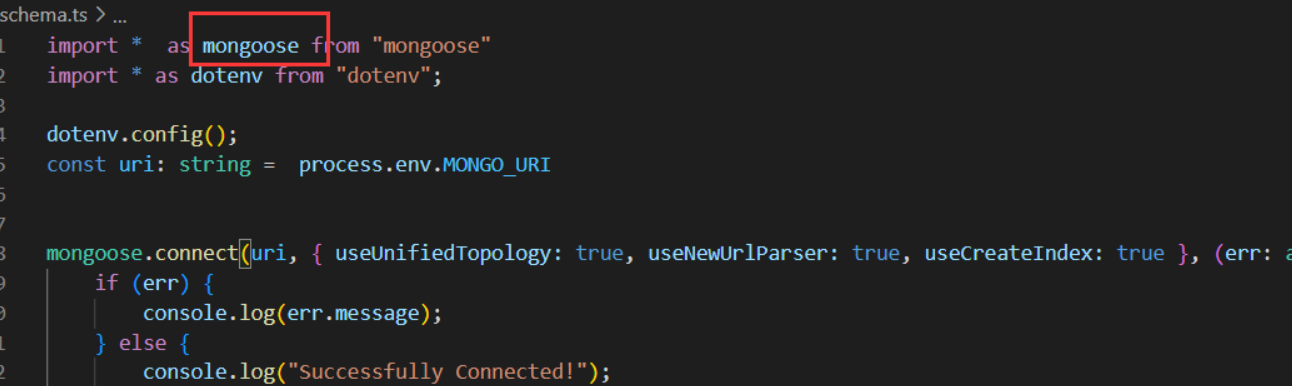 schema.ts > ...
1 import * as mongoose from "mongoose"
2 import * as dotenv from "dotenv";
3
4 dotenv.config();
5 const uri: string = process.env.MONGO_URI
6
7
8 mongoose.connect(uri, { useUnifiedTopology: true, useNewUrlParser: true, useCreateIndex: true }, (err: a
9 if (err) {
0 console.log(err.message);
1 } else {
2 console.log("Successfully Connected!");